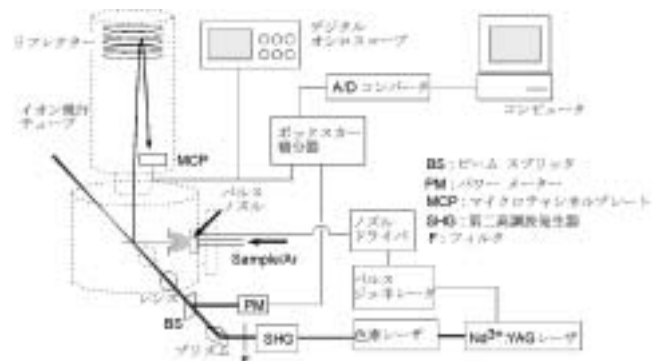 リフレクター
デジタル
オシロスコープ
A/D コンバータ
コンピュータ
イオン飛行
チューブ
MCP
ボックスカー
積分器
BS : ビーム スプリッタ
PM : パワー メーター
MCP : マイクロチャンネルプレート
SHG : 第二高調波発生器
F : フィルタ
パルス
ノズル
ノズル
ドライバ
Sample/Ar
パルス
ジェネレータ
レンズ
BS
PM
プリズム
F
SHG
色素レーザ
Nd3+:YAG レーザ